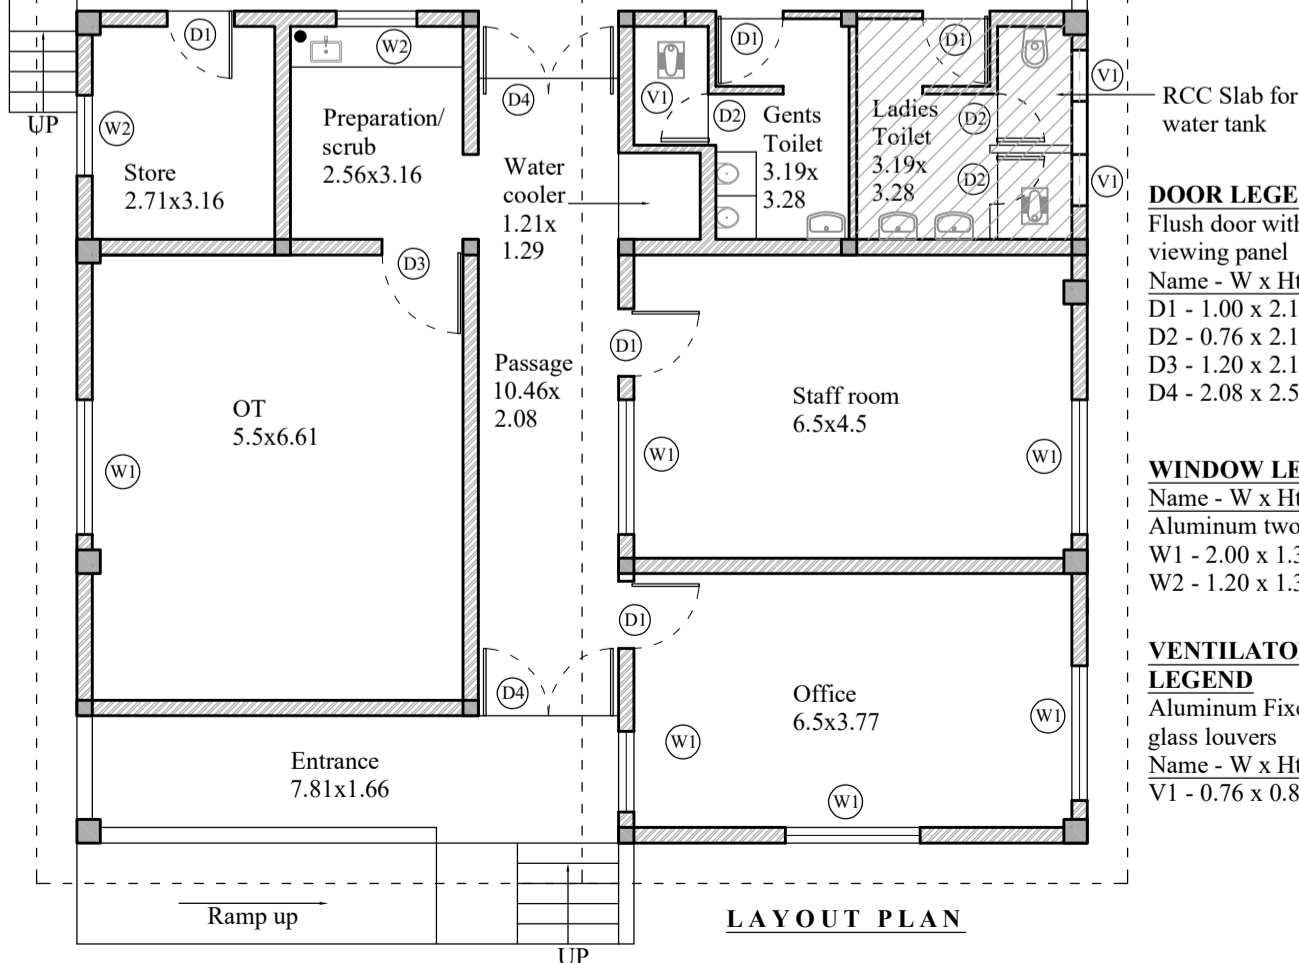 D1
W2
D4
V1
D1
D1
V1
UP
W2
Store
2.71x3.16
Preparation/
scrub
2.56x3.16
Water
cooler
1.21x
1.29
D2
Gents
Toilet
3.19x
3.28
Ladies
Toilet
3.19x
3.28
D2
D2
V1
RCC Slab for
water tank
D3
D1
OT
5.5x6.61
W1
Passage
10.46x
2.08
Staff room
6.5x4.5
W1
W1
D1
D4
Office
6.5x3.77
W1
W1
W1
Entrance
7.81x1.66
Ramp up
UP
LAYOUT PLAN
DOOR LEGE
Flush door with
viewing panel
Name - W x Ht
D1 - 1.00 x 2.1
D2 - 0.76 x 2.1
D3 - 1.20 x 2.1
D4 - 2.08 x 2.5
WINDOW LE
Name - W x Ht
Aluminum two
W1 - 2.00 x 1.3
W2 - 1.20 x 1.3
VENTILATO
LEGEND
Aluminum Fixe
glass louvers
Name - W x Ht
V1 - 0.76 x 0.8